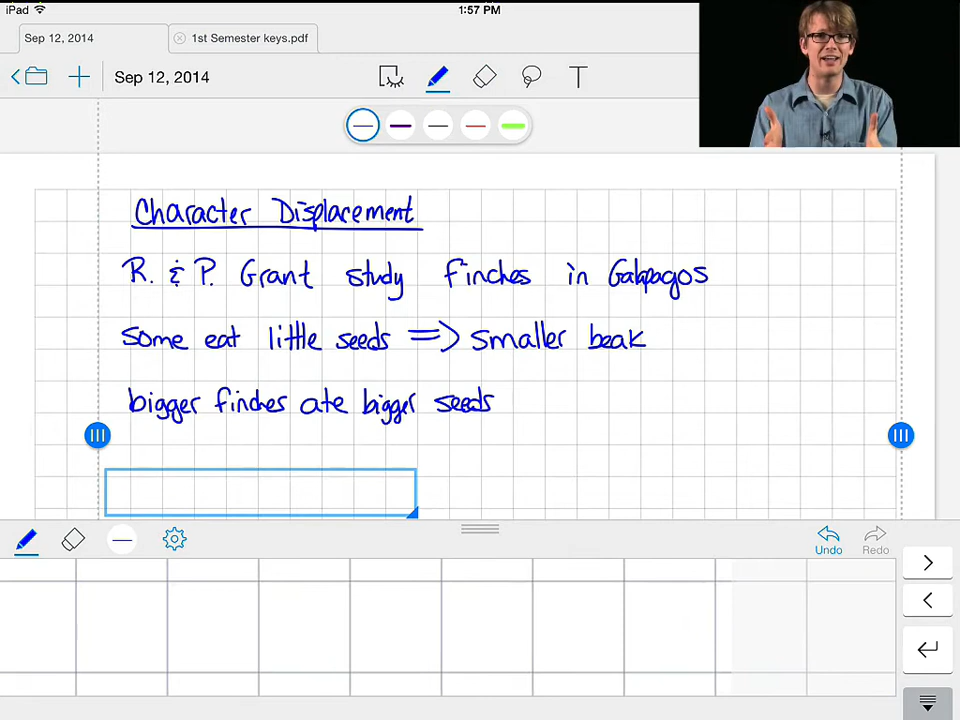 iPad 1:57 PM
Sep 12, 2014 1st Semester keys.pdf
Sep 12, 2014 T
Character Displacement
R. & P. Grant study finches in Galapagos
some eat little seeds => smaller beak
bigger finches ate bigger seeds
Undo Redo